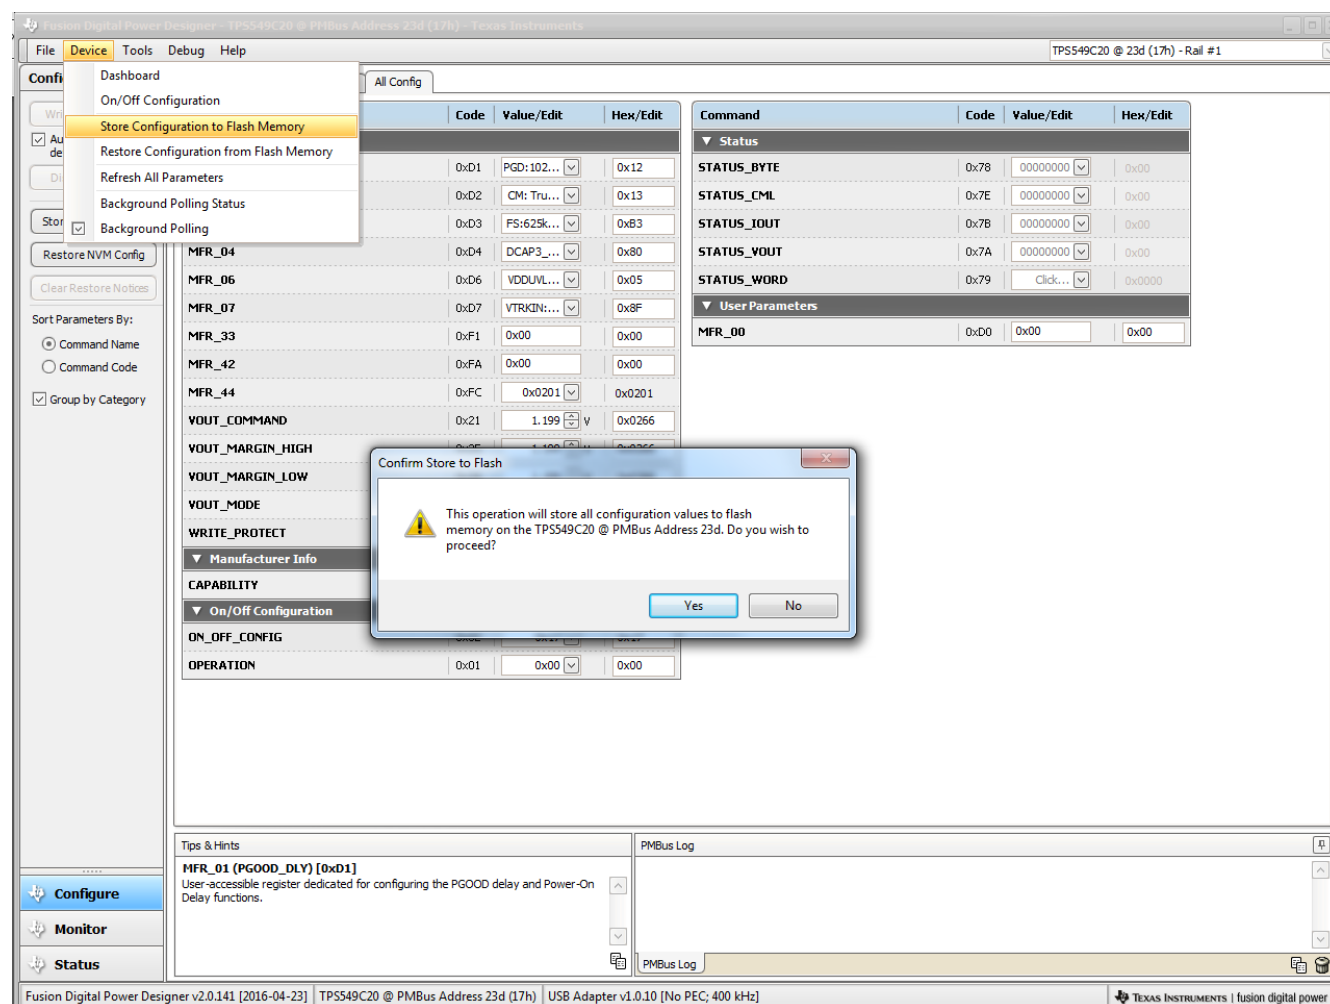 Fusion Digital Power Designer - TPS549C20 @ PMBus Address 23d (17h) - Texas Instruments
File Device Tools Debug Help
TPS549C20 @ 23d (17h) - Rail #1
Confi
Dashboard
On/Off Configuration
Store Configuration to Flash Memory
Restore Configuration from Flash Memory
Refresh All Parameters
Background Polling Status
Background Polling
All Config
Wri
Au
de
Di
Stor
Restore NVM Config
Clear Restore Notices
Sort Parameters By:
Command Name
Command Code
Group by Category
Code Value/Edit Hex/Edit
0xD1 PGD:102... 0x12
0xD2 CM: Tru... 0x13
0xD3 FS:625k... 0xB3
MFR_04 0xD4 DCAP3_... 0x80
MFR_06 0xD6 VDDUVL... 0x05
MFR_07 0xD7 VTRKIN:... 0x8F
MFR_33 0xF1 0x00 0x00
MFR_42 0xFA 0x00 0x00
MFR_44 0xFC 0x0201 0x0201
VOUT_COMMAND 0x21 1.199 V 0x0266
VOUT_MARGIN_HIGH
VOUT_MARGIN_LOW
VOUT_MODE
WRITE_PROTECT
Manufacturer Info
CAPABILITY
On/Off Configuration
ON_OFF_CONFIG
OPERATION 0x01 0x00 0x00
Command Code Value/Edit Hex/Edit
Status
STATUS_BYTE 0x78 00000000 0x00
STATUS_CML 0x7E 00000000 0x00
STATUS_IOUT 0x7B 00000000 0x00
STATUS_VOUT 0x7A 00000000 0x00
STATUS_WORD 0x79 Click... 0x0000
User Parameters
MFR_00 0xD0 0x00 0x00
Confirm Store to Flash
This operation will store all configuration values to flash
memory on the TPS549C20 @ PMBus Address 23d. Do you wish to
proceed?
Yes No
Tips & Hints
MFR_01 (PGOOD_DLY) [0xD1]
User-accessible register dedicated for configuring the PGOOD delay and Power-On
Delay functions.
PMBus Log
PMBus Log
Configure
Monitor
Status
Fusion Digital Power Designer v2.0.141 [2016-04-23] TPS549C20 @ PMBus Address 23d (17h) USB Adapter v1.0.10 [No PEC; 400 kHz]
TEXAS INSTRUMENTS | fusion digital power